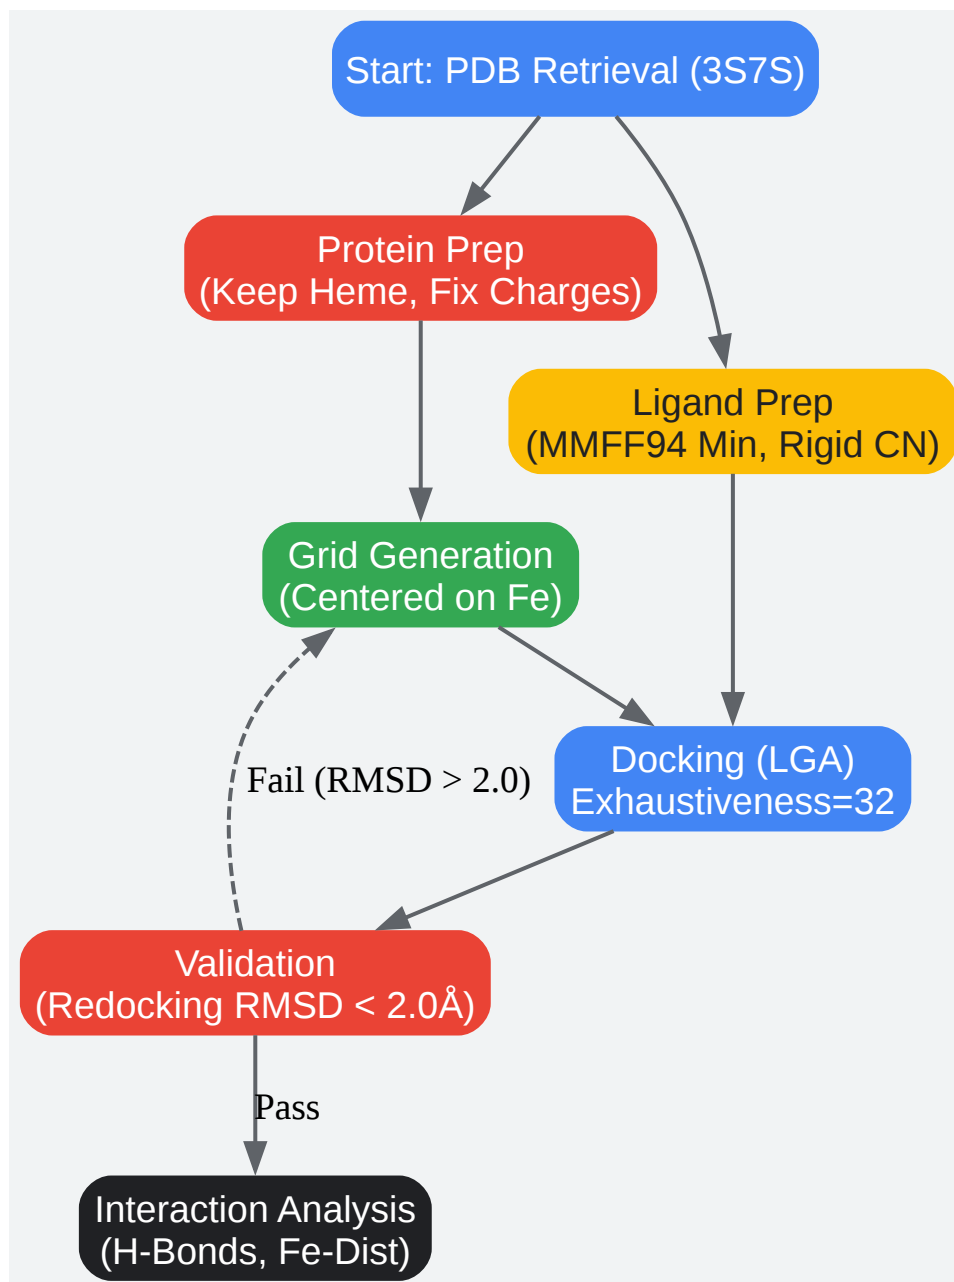 Start: PDB Retrieval (3S7S)
Protein Prep
(Keep Heme, Fix Charges)
Ligand Prep
(MMFF94 Min, Rigid CN)
Grid Generation
(Centered on Fe)
Docking (LGA)
Exhaustiveness=32
Fail (RMSD > 2.0)
Validation
(Redocking RMSD < 2.0Å)
Pass
Interaction Analysis
(H-Bonds, Fe-Dist)